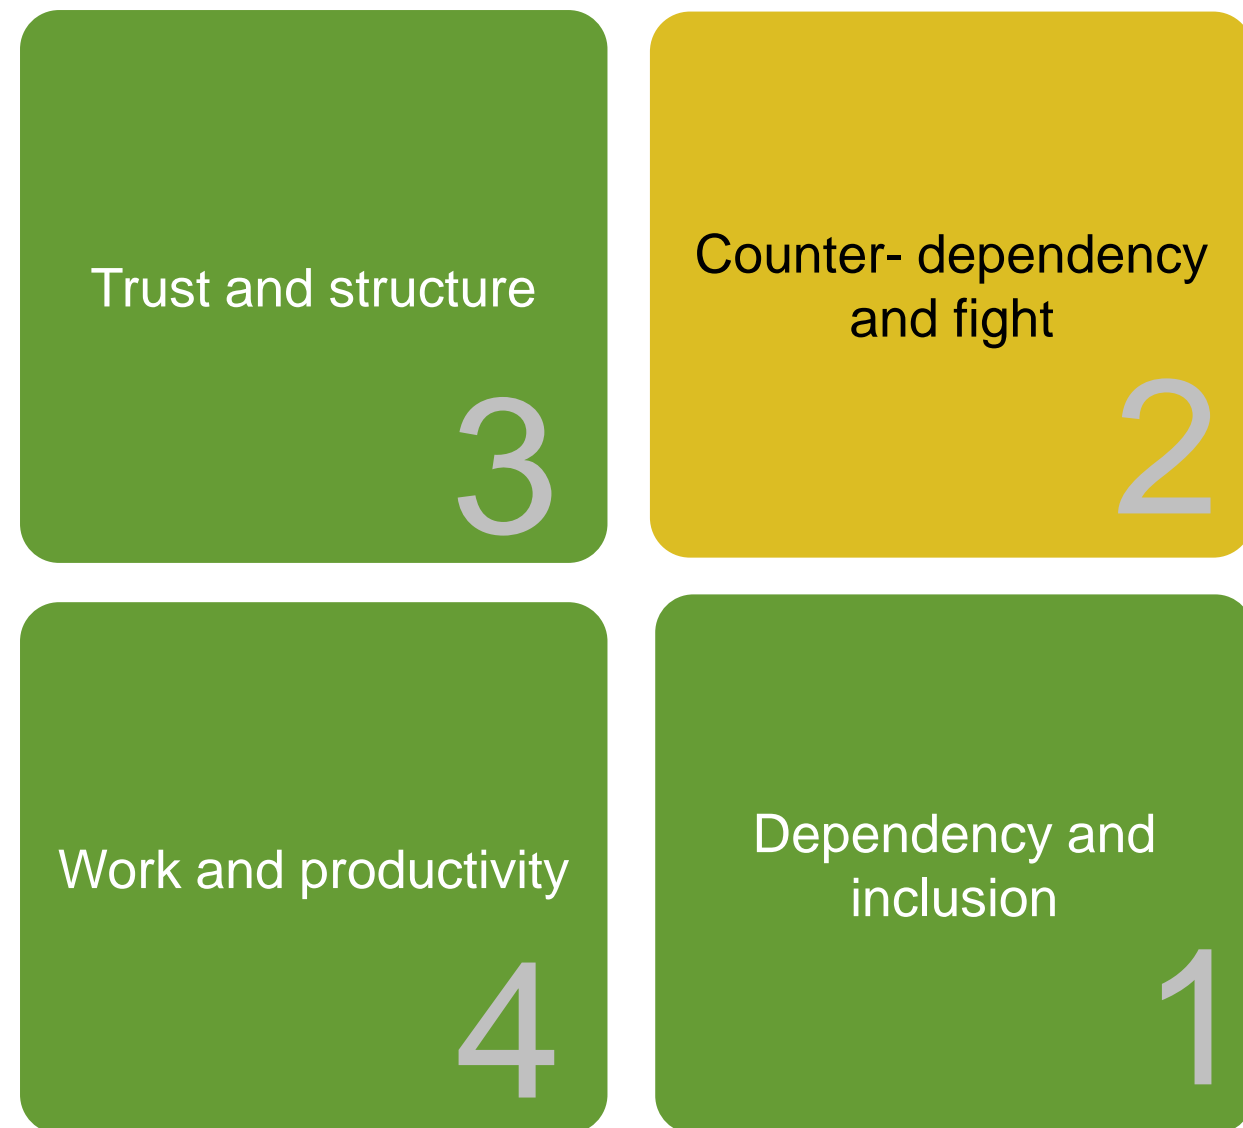 Trust and structure
3
Counter- dependency
and fight
2
Work and productivity
4
Dependency and
inclusion
1